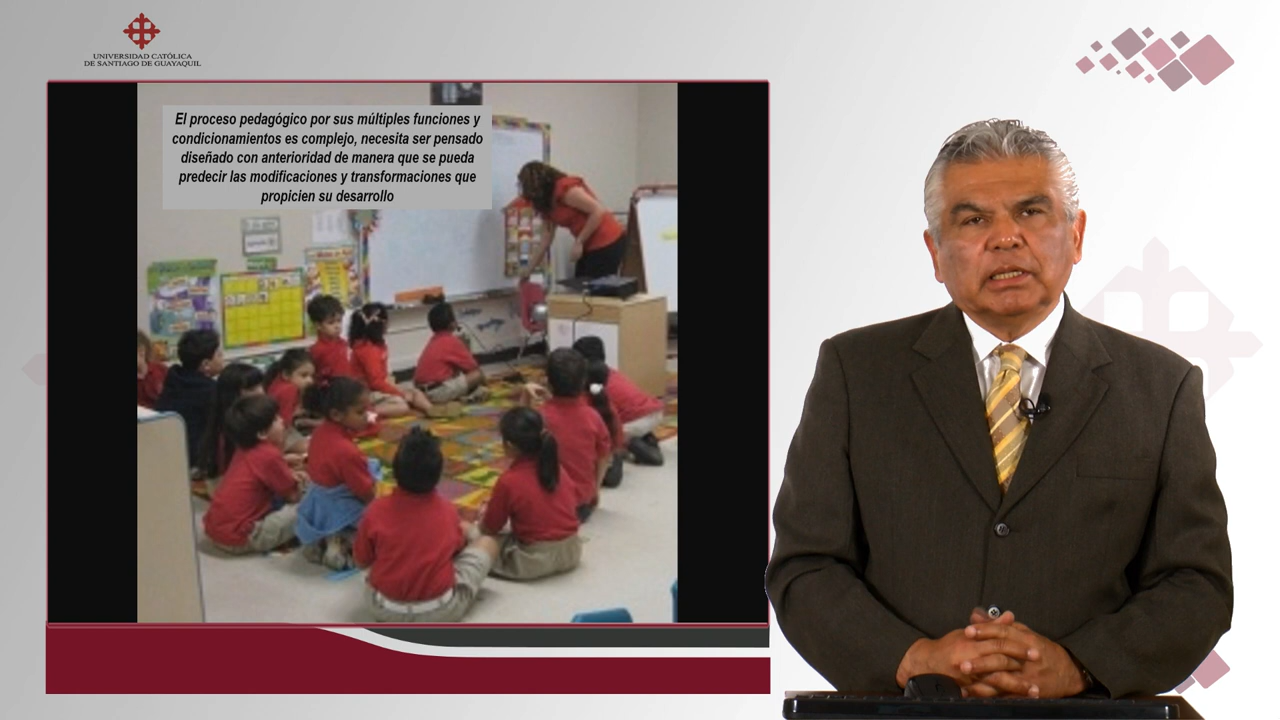 UNIVERSIDAD CATÓLICA
DE SANTIAGO DE GUAYAQUIL
El proceso pedagógico por sus múltiples funciones y
condicionamientos es complejo, necesita ser pensado
diseñado con anterioridad de manera que se pueda
predecir las modificaciones y transformaciones que
propicien su desarrollo